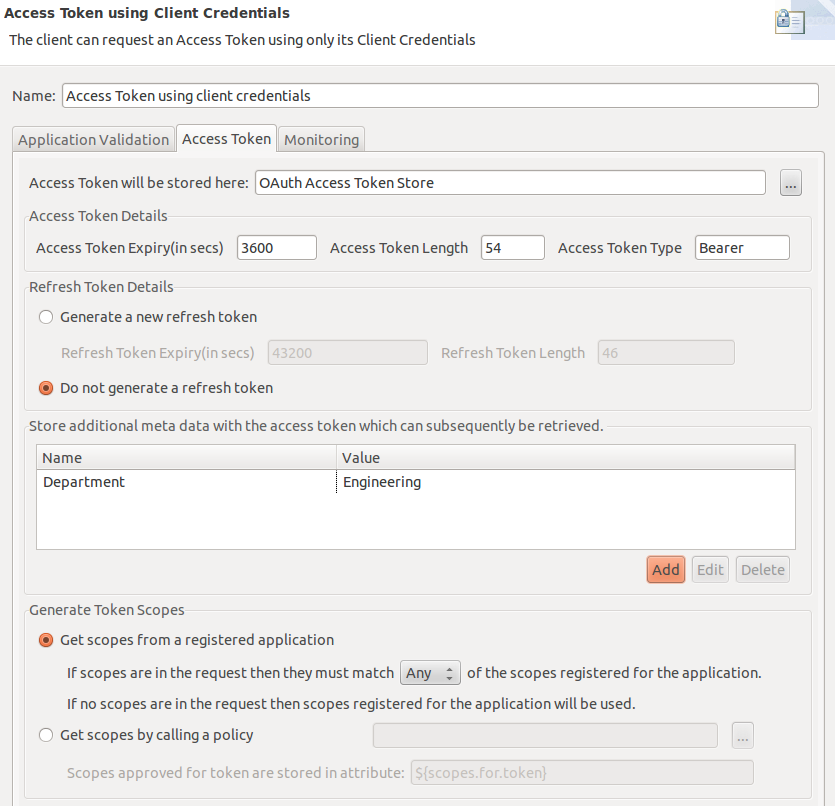 Access Token using Client Credentials
The client can request an Access Token using only its Client Credentials
Name: Access Token using client credentials
Application Validation Access Token Monitoring
Access Token will be stored here: OAuth Access Token Store ...
Access Token Details
Access Token Expiry(in secs) 3600 Access Token Length 54 Access Token Type Bearer
Refresh Token Details
Generate a new refresh token
Refresh Token Expiry(in secs) 43200 Refresh Token Length 46
Do not generate a refresh token
Store additional meta data with the access token which can subsequently be retrieved.
Name Value
Department Engineering
Add Edit Delete
Generate Token Scopes
Get scopes from a registered application
If scopes are in the request then they must match Any of the scopes registered for the application.
If no scopes are in the request then scopes registered for the application will be used.
Get scopes by calling a policy ...
Scopes approved for token are stored in attribute: ${scopes.for.token}